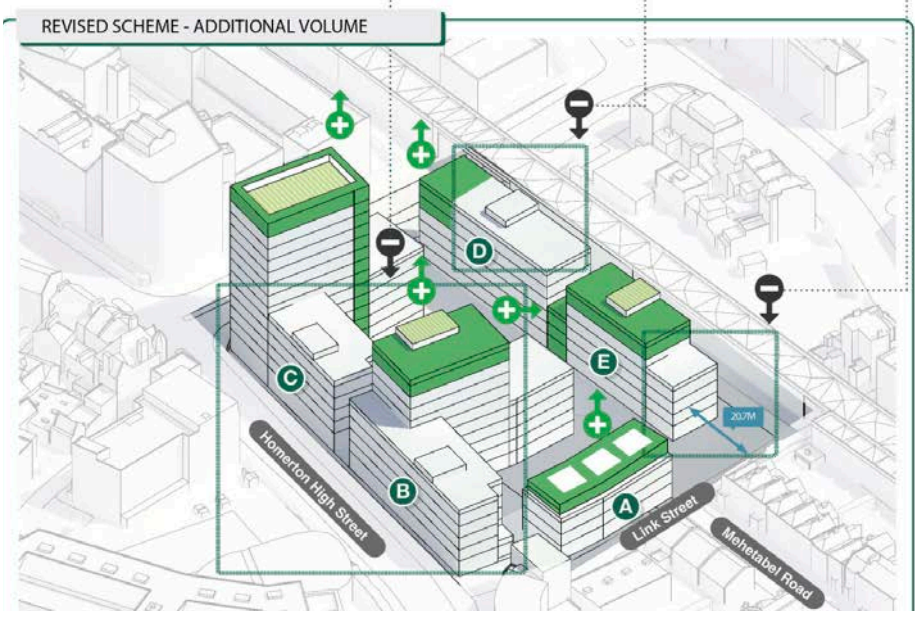 REVISED SCHEME - ADDITIONAL VOLUME
D
E
C
20.7M
B
A
Homerton High Street
Link Street
Mehetabel Road